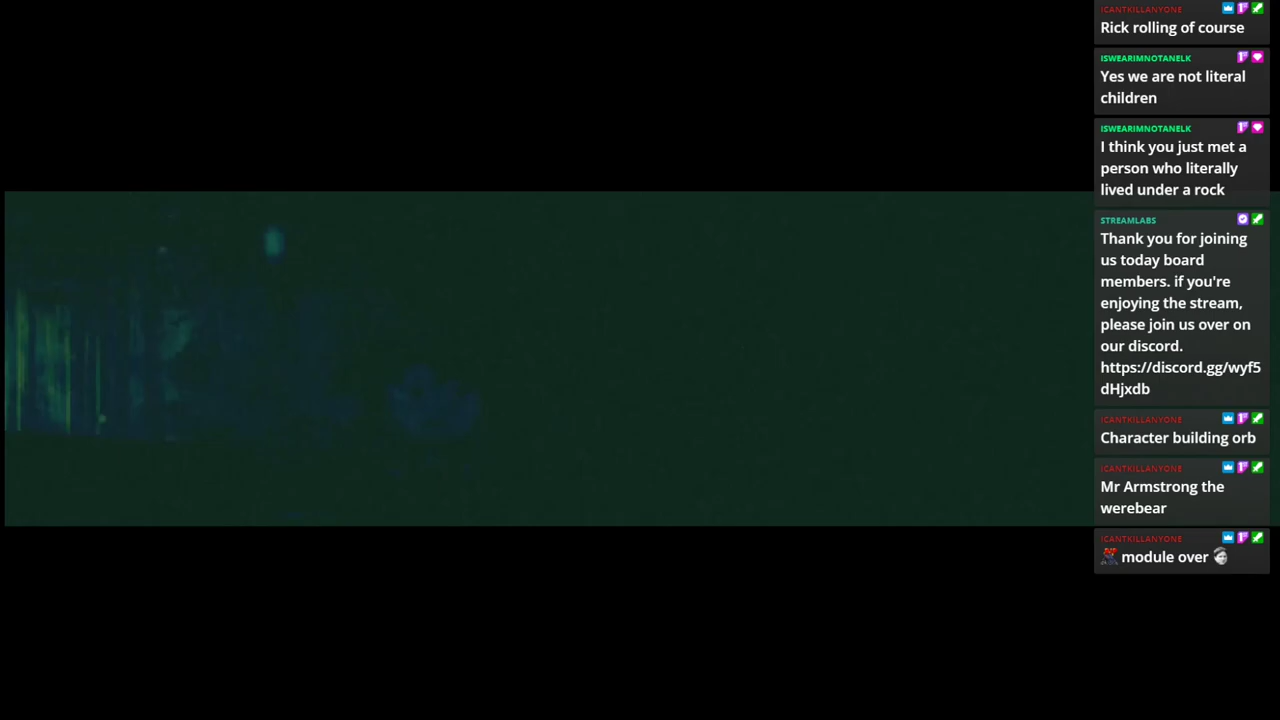 ICANTKILLANYONE
Rick rolling of course
ISWEARIMNOTANELK
Yes we are not literal
children
ISWEARIMNOTANELK
I think you just met a
person who literally
lived under a rock
STREAMLABS
Thank you for joining
us today board
members. if you're
enjoying the stream,
please join us over on
our discord.
https://discord.gg/wyf5
dHjxdb
ICANTKILLANYONE
Character building orb
ICANTKILLANYONE
Mr Armstrong the
werebear
ICANTKILLANYONE
module over